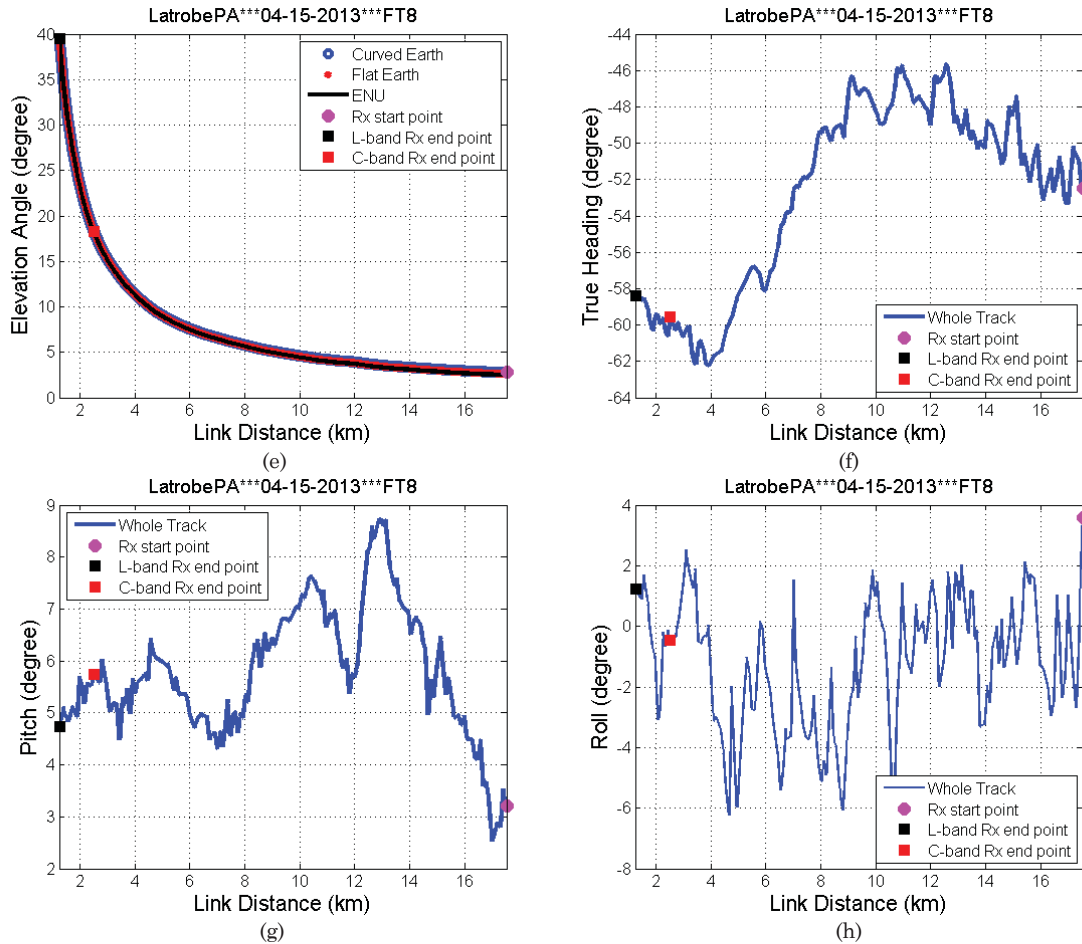 LatrobePA***04-15-2013***FT8
40
35
30
25
20
15
10
5
0
Elevation Angle (degree)
Curved Earth
Flat Earth
ENU
Rx start point
L-band Rx end point
C-band Rx end point
2 4 6 8 10 12 14 16
Link Distance (km)
(e)
LatrobePA***04-15-2013***FT8
-44
-46
-48
-50
-52
-54
-56
-58
-60
-62
-64
True Heading (degree)
Whole Track
Rx start point
L-band Rx end point
C-band Rx end point
2 4 6 8 10 12 14 16
Link Distance (km)
(f)
LatrobePA***04-15-2013***FT8
9
8
7
6
5
4
3
2
Pitch (degree)
Whole Track
Rx start point
L-band Rx end point
C-band Rx end point
2 4 6 8 10 12 14 16
Link Distance (km)
(g)
LatrobePA***04-15-2013***FT8
4
2
0
-2
-4
-6
-8
Roll (degree)
Whole Track
Rx start point
L-band Rx end point
C-band Rx end point
2 4 6 8 10 12 14 16
Link Distance (km)
(h)